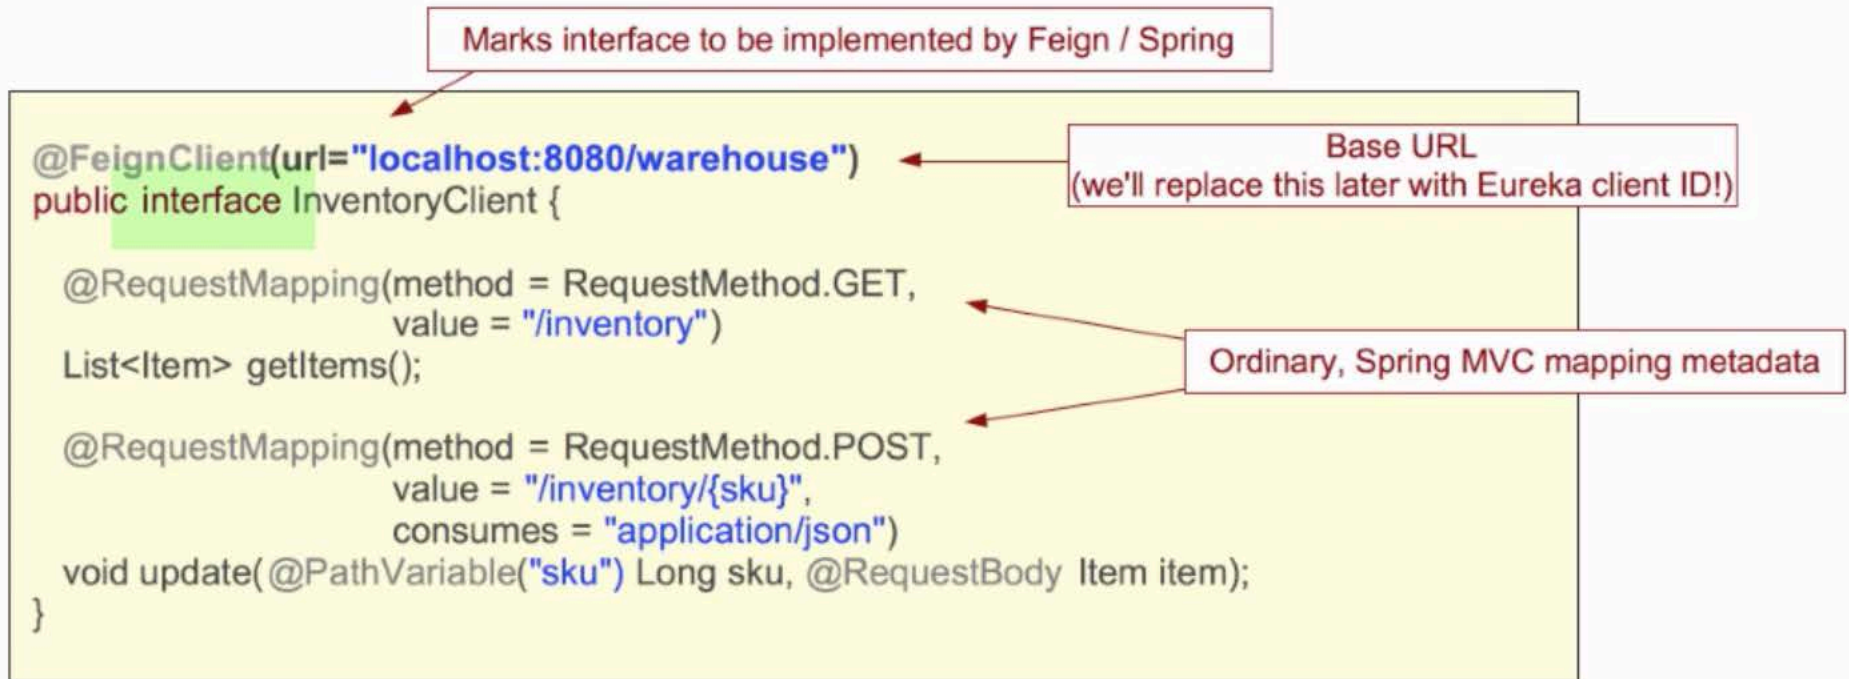 Marks interface to be implemented by Feign / Spring
@FeignClient(url="localhost:8080/warehouse")
Base URL
(we'll replace this later with Eureka client ID!)
public interface InventoryClient {
@RequestMapping(method = RequestMethod.GET,
value = "/inventory")
List<Item> getItems();
Ordinary, Spring MVC mapping metadata
@RequestMapping(method = RequestMethod.POST,
value = "/inventory/{sku}",
consumes = "application/json")
void update(@PathVariable("sku") Long sku, @RequestBody Item item);
}